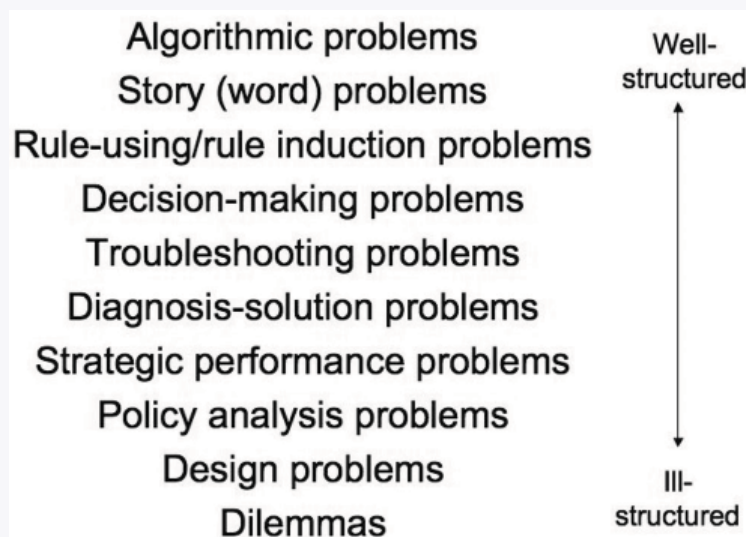 Algorithmic problems
Story (word) problems
Rule-using/rule induction problems
Decision-making problems
Troubleshooting problems
Diagnosis-solution problems
Strategic performance problems
Policy analysis problems
Design problems
Dilemmas
Well-
structured
Ill-
structured